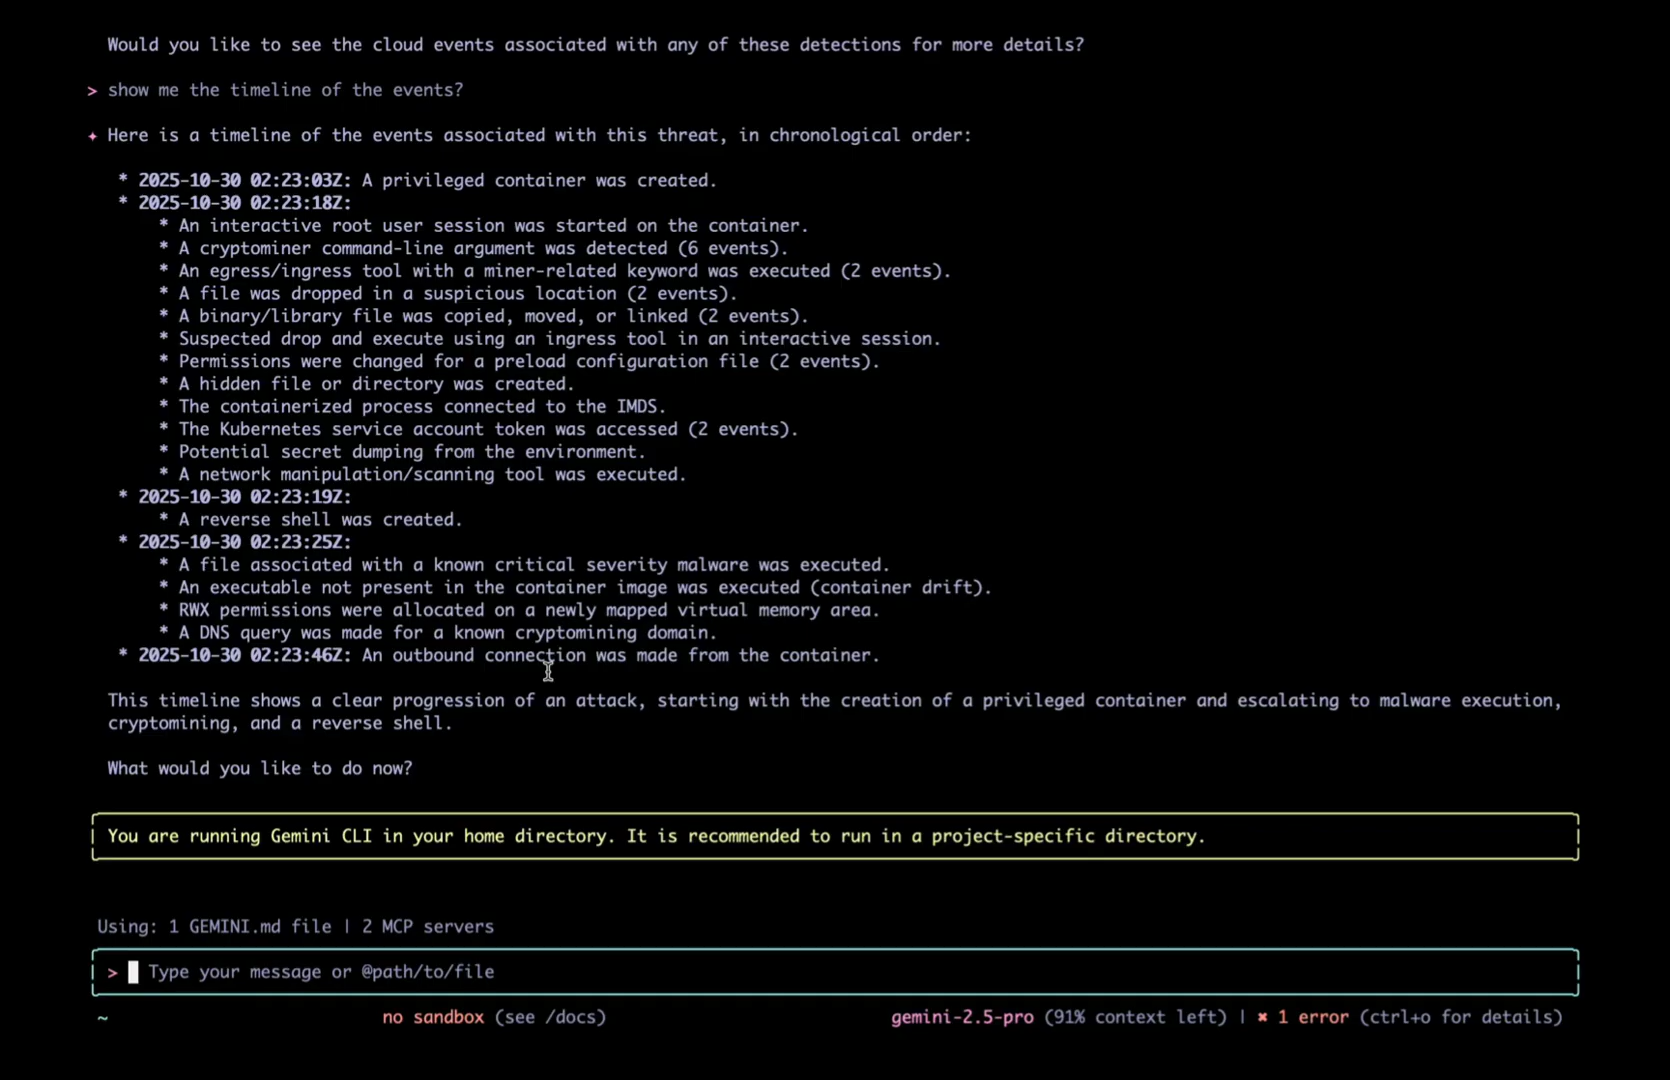 Would you like to see the cloud events associated with any of these detections for more details?
> show me the timeline of the events?
✦ Here is a timeline of the events associated with this threat, in chronological order:
* 2025-10-30 02:23:03Z: A privileged container was created.
* 2025-10-30 02:23:18Z:
* An interactive root user session was started on the container.
* A cryptominer command-line argument was detected (6 events).
* An egress/ingress tool with a miner-related keyword was executed (2 events).
* A file was dropped in a suspicious location (2 events).
* A binary/library file was copied, moved, or linked (2 events).
* Suspected drop and execute using an ingress tool in an interactive session.
* Permissions were changed for a preload configuration file (2 events).
* A hidden file or directory was created.
* The containerized process connected to the IMDS.
* The Kubernetes service account token was accessed (2 events).
* Potential secret dumping from the environment.
* A network manipulation/scanning tool was executed.
* 2025-10-30 02:23:19Z:
* A reverse shell was created.
* 2025-10-30 02:23:25Z:
* A file associated with a known critical severity malware was executed.
* An executable not present in the container image was executed (container drift).
* RWX permissions were allocated on a newly mapped virtual memory area.
* A DNS query was made for a known cryptomining domain.
* 2025-10-30 02:23:46Z: An outbound connection was made from the container.
This timeline shows a clear progression of an attack, starting with the creation of a privileged container and escalating to malware execution,
cryptomining, and a reverse shell.
What would you like to do now?
You are running Gemini CLI in your home directory. It is recommended to run in a project-specific directory.
Using: 1 GEMINI.md file | 2 MCP servers
> Type your message or @path/to/file
~ no sandbox (see /docs) gemini-2.5-pro (91% context left) | ✖ 1 error (ctrl+o for details)